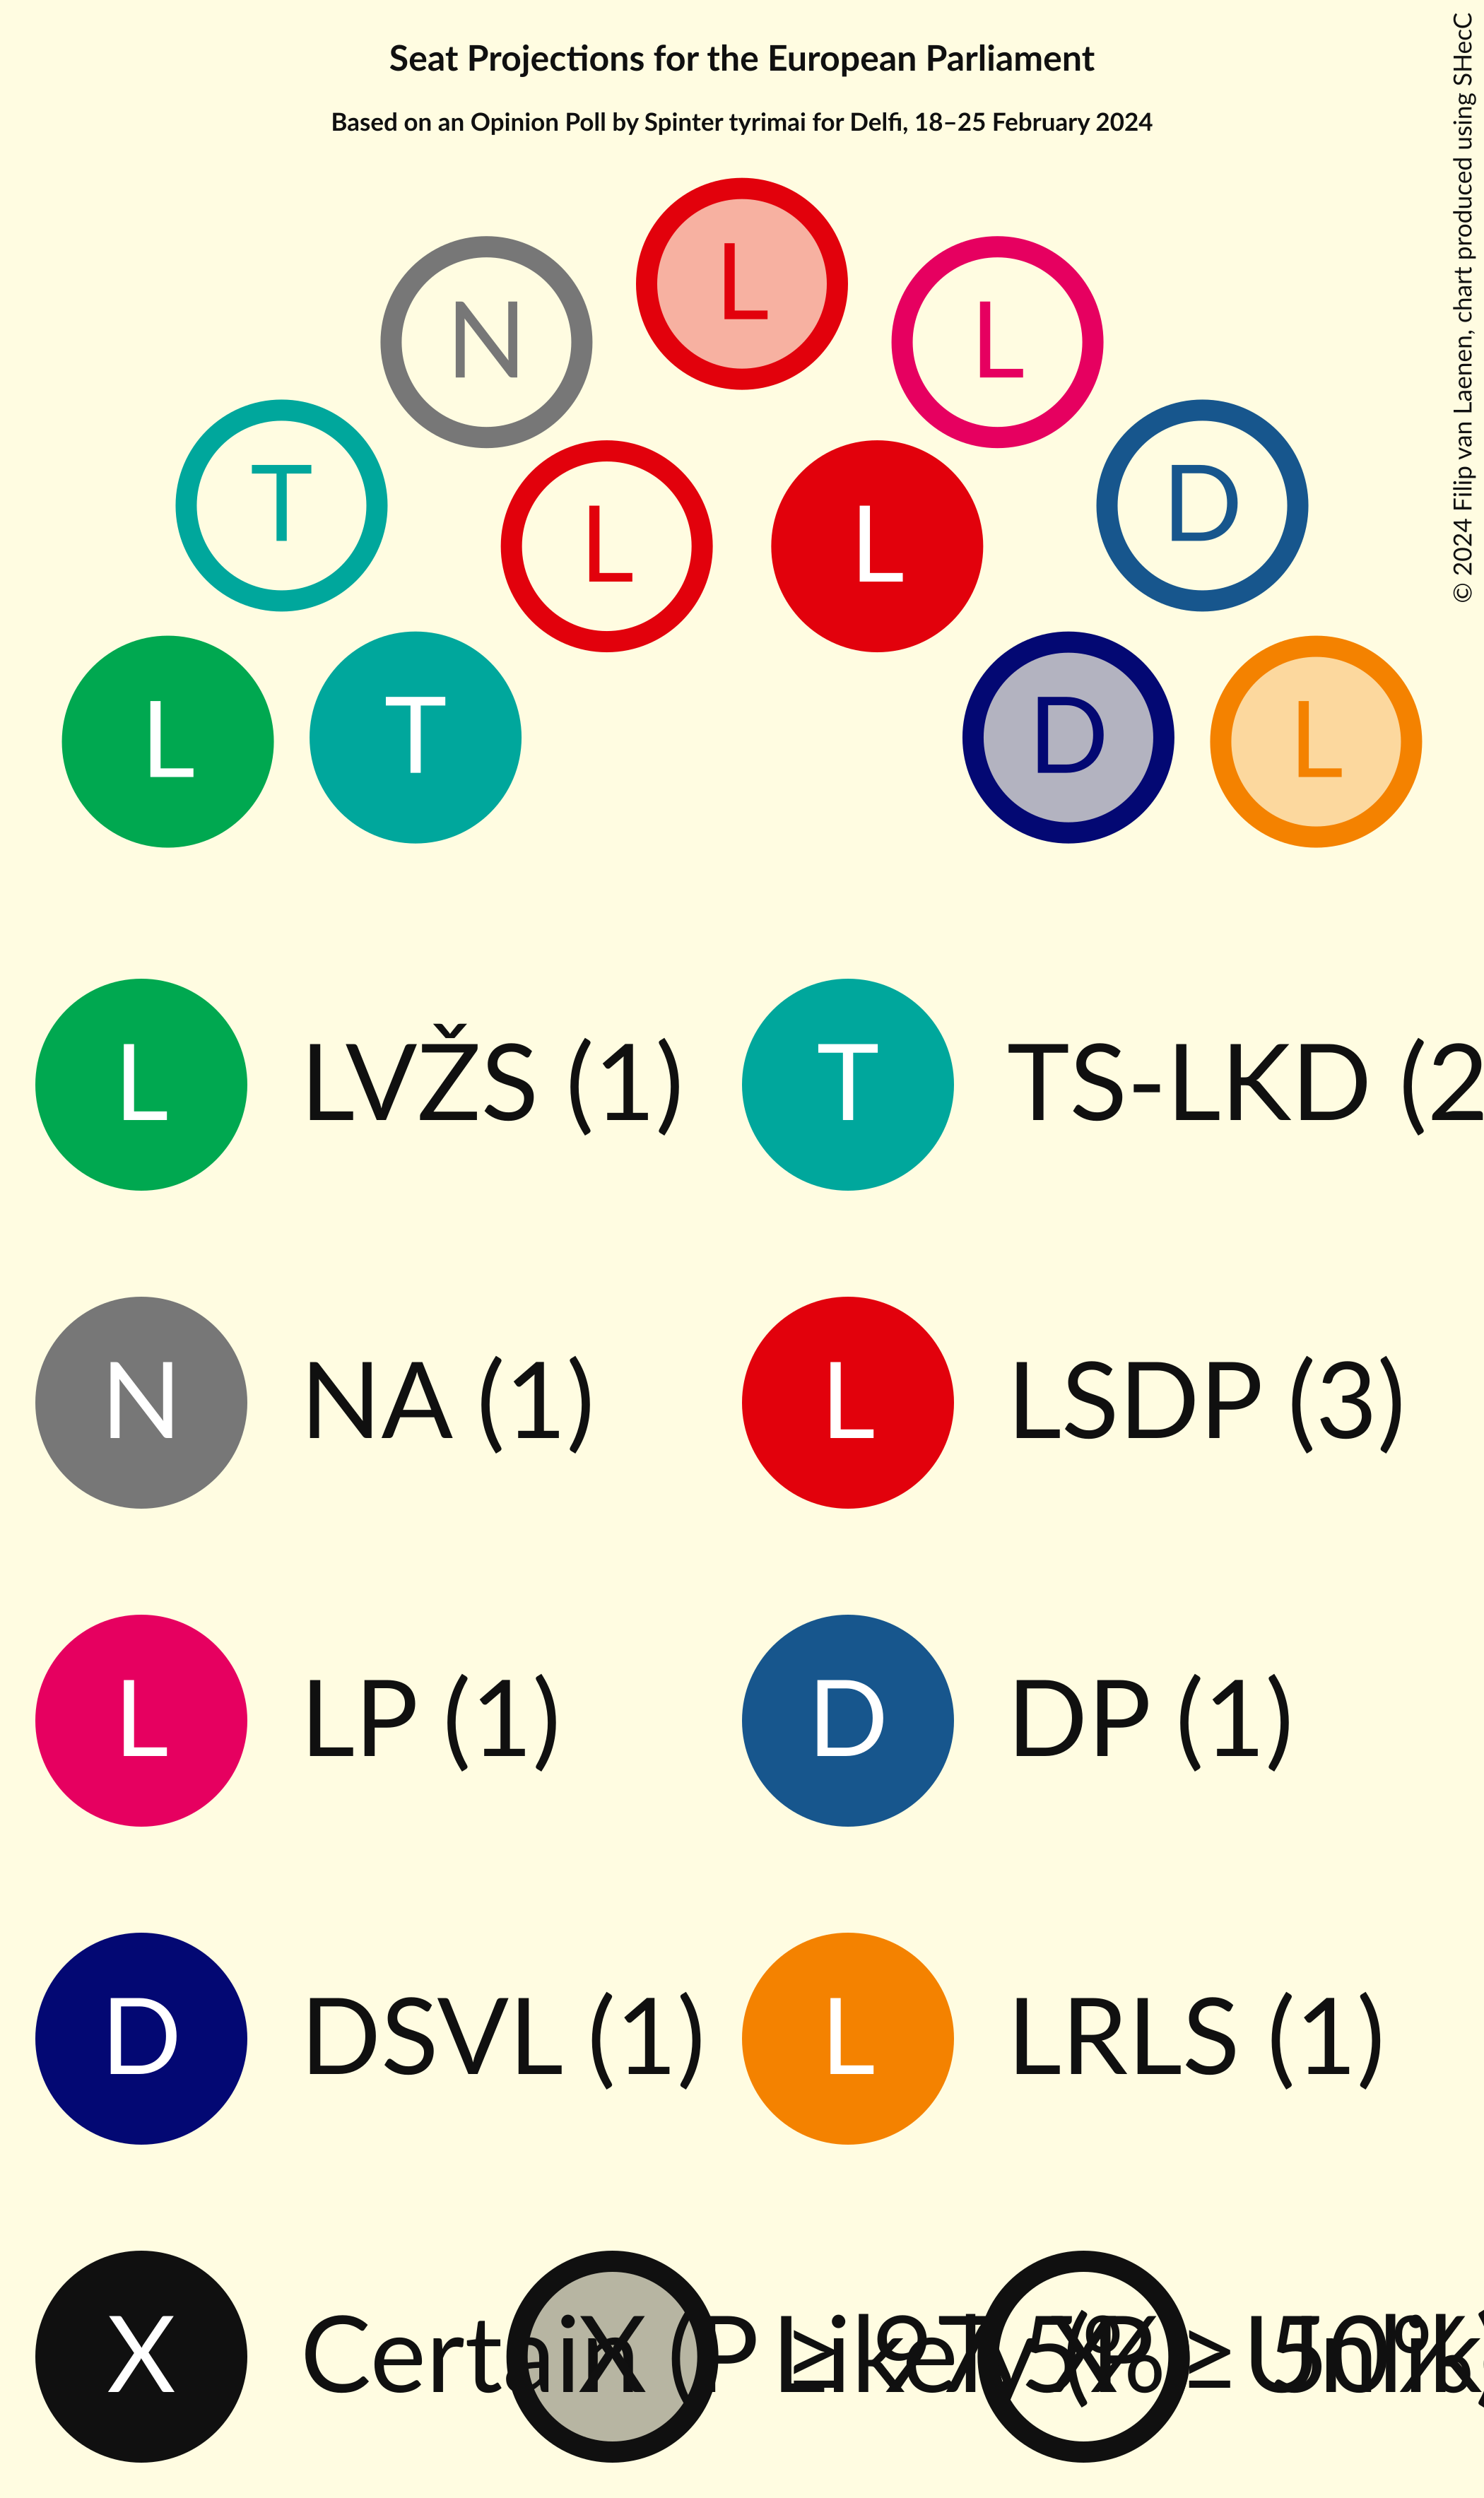 Seat Projections for the European Parliament
Based on an Opinion Poll by Spinter tyrimai for Delfi, 18–25 February 2024
© 2024 Filip van Laenen, chart produced using SHecC
L
N
L
T
D
L
L
L
T
D
L
L LVŽS (1)
T TS-LKD (2
N NA (1)
L LSDP (3)
L LP (1)
D DP (1)
D DSVL (1)
L LRLS (1)
X Certain
X
X